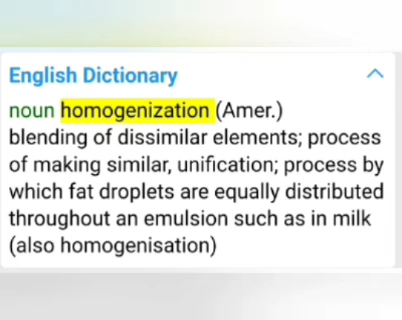 English Dictionary
noun homogenization (Amer.)
blending of dissimilar elements; process
of making similar, unification; process by
which fat droplets are equally distributed
throughout an emulsion such as in milk
(also homogenisation)